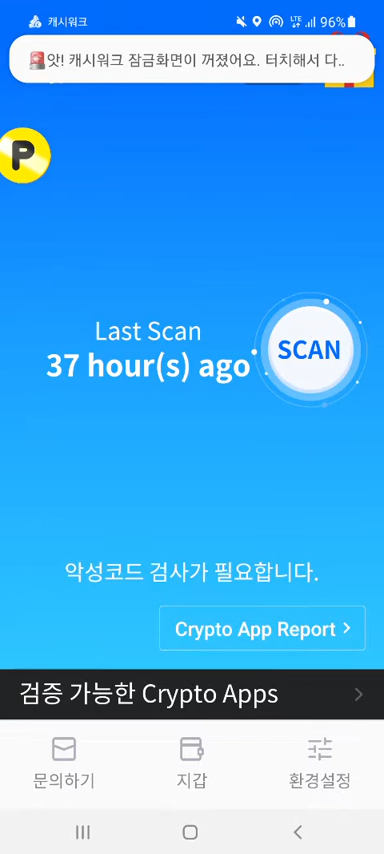 캐시워크
LTE
96%
🚨앗! 캐시워크 잠금화면이 꺼졌어요. 터치해서 다..
P
Last Scan
37 hour(s) ago
SCAN
악성코드 검사가 필요합니다.
Crypto App Report >
검증 가능한 Crypto Apps >
문의하기
지갑
환경설정